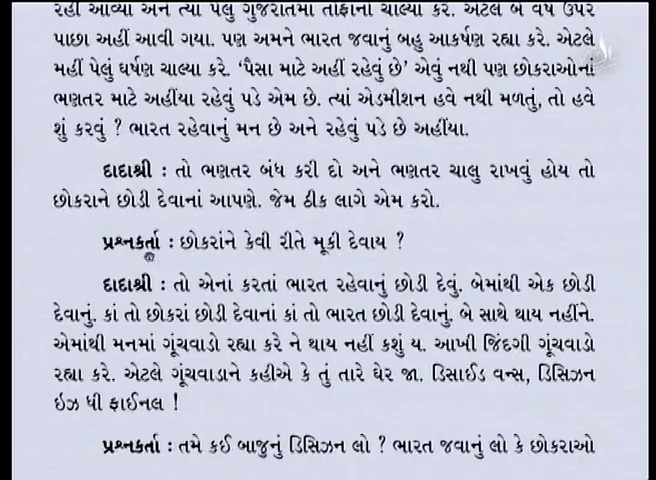 રહી આવ્યા અને ત્યાં પેલું ગુજરાતમાં તોફાનો ચાલ્યા કરે. એટલે બે વર્ષ ઉપર
પાછા અહીં આવી ગયા. પણ અમને ભારત જવાનું બહુ આકર્ષણ રહ્યા કરે. એટલે
મહીં પેલું ઘર્ષણ ચાલ્યા કરે. ‘પૈસા માટે અહીં રહેવું છે’ એવું નથી પણ છોકરાઓનાં
ભણતર માટે અહીંયા રહેવું પડે એમ છે. ત્યાં એડમીશન હવે નથી મળતું, તો હવે
શું કરવું ? ભારત રહેવાનું મન છે અને રહેવું પડે છે અહીંયા.
દાદાશ્રી : તો ભણતર બંધ કરી દો અને ભણતર ચાલુ રાખવું હોય તો
છોકરાને છોડી દેવાનાં આપણે. જેમ ઠીક લાગે એમ કરો.
પ્રશ્નકર્તા : છોકરાંને કેવી રીતે મૂકી દેવાય ?
દાદાશ્રી : તો એનાં કરતાં ભારત રહેવાનું છોડી દેવું. બેમાંથી એક છોડી
દેવાનું. કાં તો છોકરાં છોડી દેવાનાં કાં તો ભારત છોડી દેવાનું. બે સાથે થાય નહીંને.
એમાંથી મનમાં ગૂંચવાડો રહ્યા કરે ને થાય નહીં કશું ય. આખી જિંદગી ગૂંચવાડો
રહ્યા કરે. એટલે ગૂંચવાડાને કહીએ કે તું તારે ઘેર જા. ડિસાઈડ વન્સ, ડિસિઝન
ઇઝ ધી ફાઈનલ !
પ્રશ્નકર્તા : તમે કઈ બાજુનું ડિસિઝન લો ? ભારત જવાનું લો કે છોકરાઓ